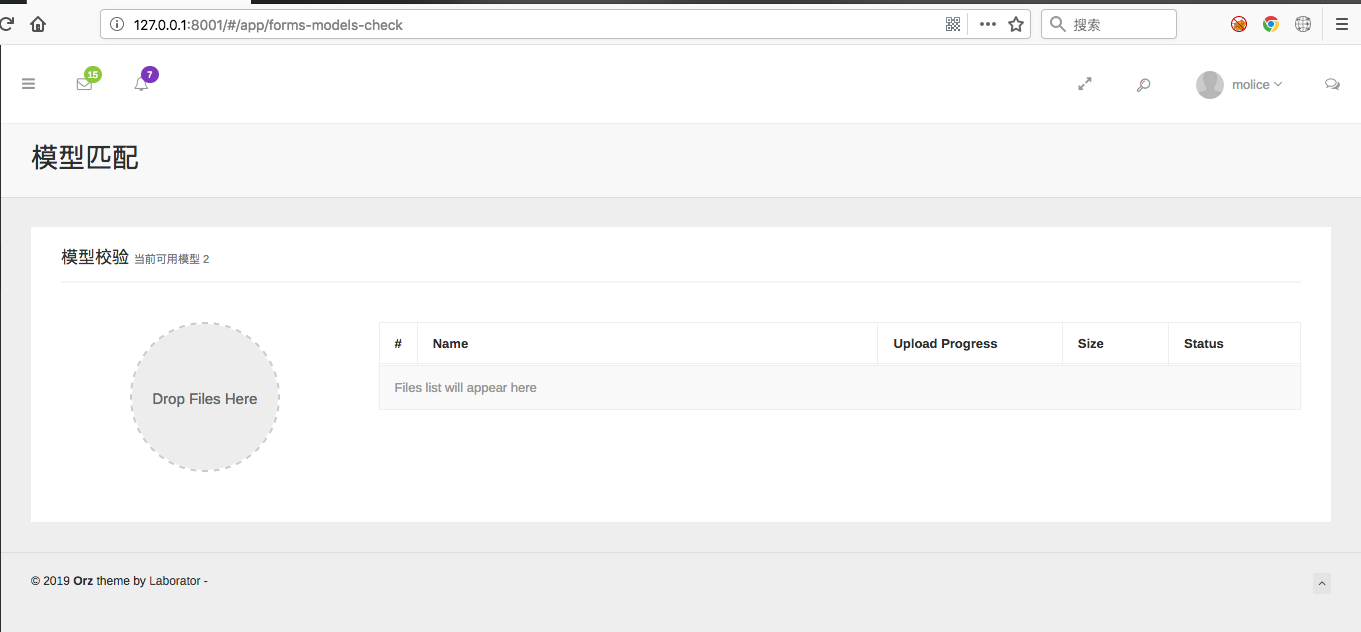 127.0.0.1:8001/#/app/forms-models-check
搜索
15
7
molice
模型匹配
模型校验 当前可用模型 2
# Name Upload Progress Size Status
Drop Files Here
Files list will appear here
© 2019 Orz theme by Laborator -